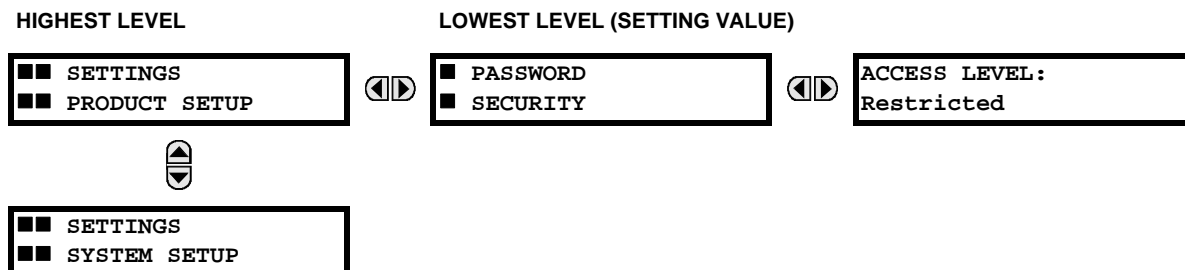 HIGHEST LEVEL
LOWEST LEVEL (SETTING VALUE)
■■ SETTINGS
■■ PRODUCT SETUP
■ PASSWORD
■ SECURITY
ACCESS LEVEL:
Restricted
■■ SETTINGS
■■ SYSTEM SETUP